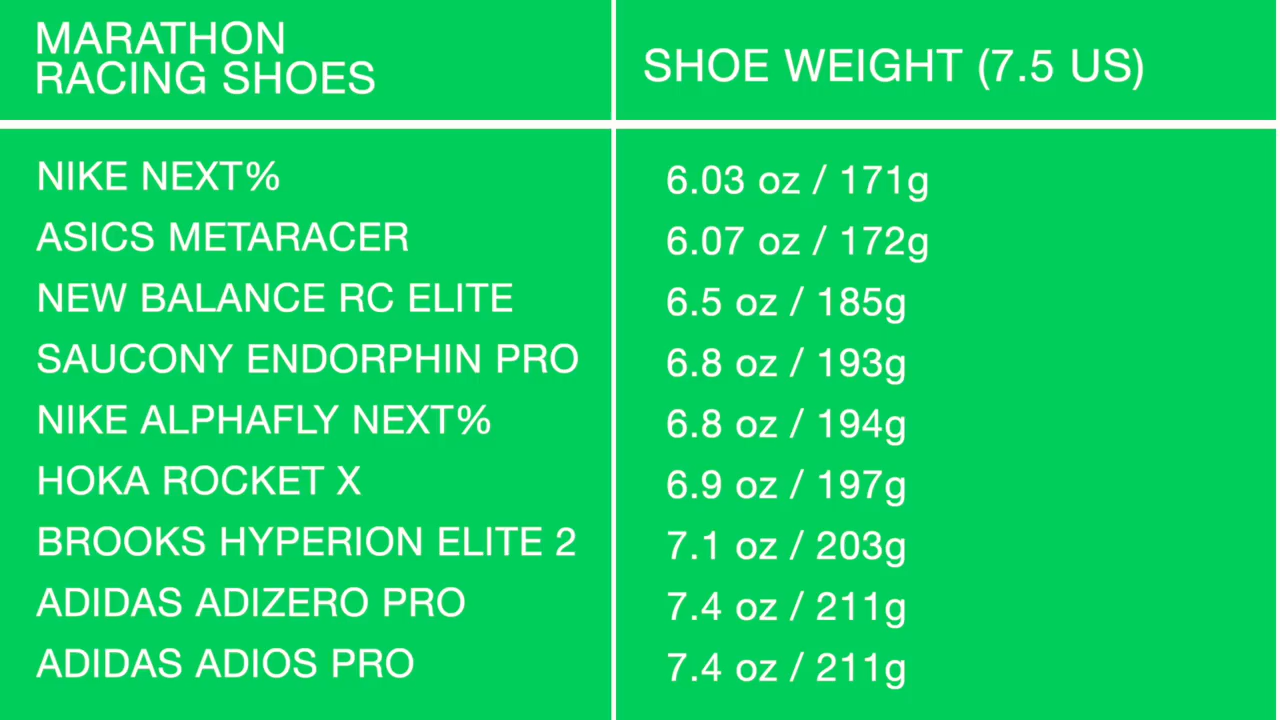 MARATHON
RACING SHOES
SHOE WEIGHT (7.5 US)
NIKE NEXT% 6.03 oz / 171g
ASICS METARACER 6.07 oz / 172g
NEW BALANCE RC ELITE 6.5 oz / 185g
SAUCONY ENDORPHIN PRO 6.8 oz / 193g
NIKE ALPHAFLY NEXT% 6.8 oz / 194g
HOKA ROCKET X 6.9 oz / 197g
BROOKS HYPERION ELITE 2 7.1 oz / 203g
ADIDAS ADIZERO PRO 7.4 oz / 211g
ADIDAS ADIOS PRO 7.4 oz / 211g